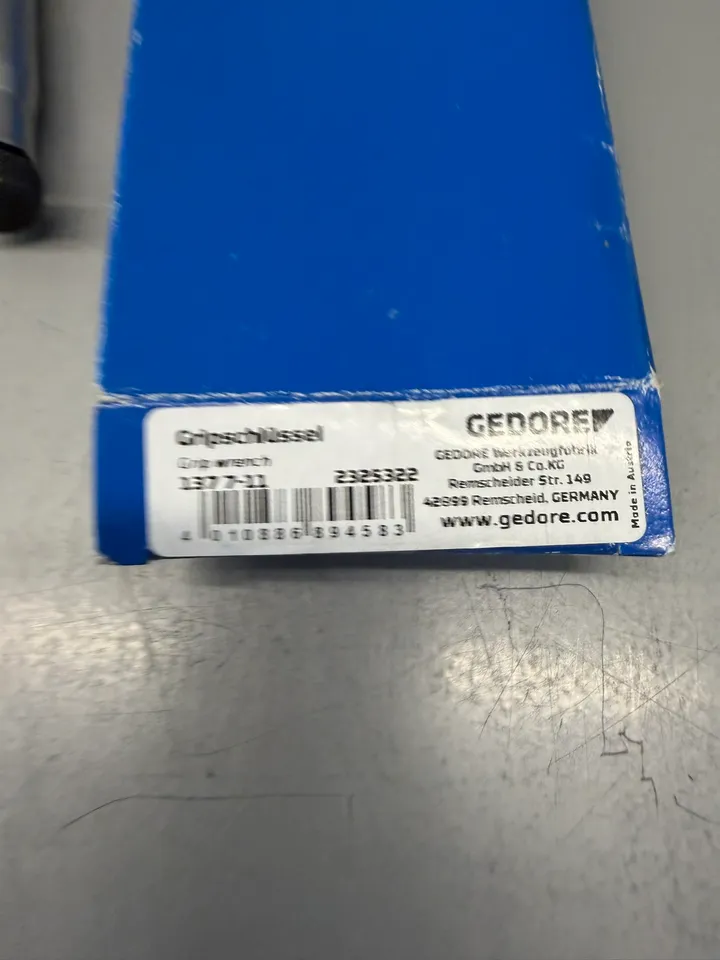 Gripschlüssel
Grip wrench
137 7-11
2325322
4 010886 894583
GEDORE
GEDORE Werkzeugfabrik
GmbH & Co.KG
Remscheider Str. 149
42899 Remscheid, GERMANY
www.gedore.com
Made in Austria